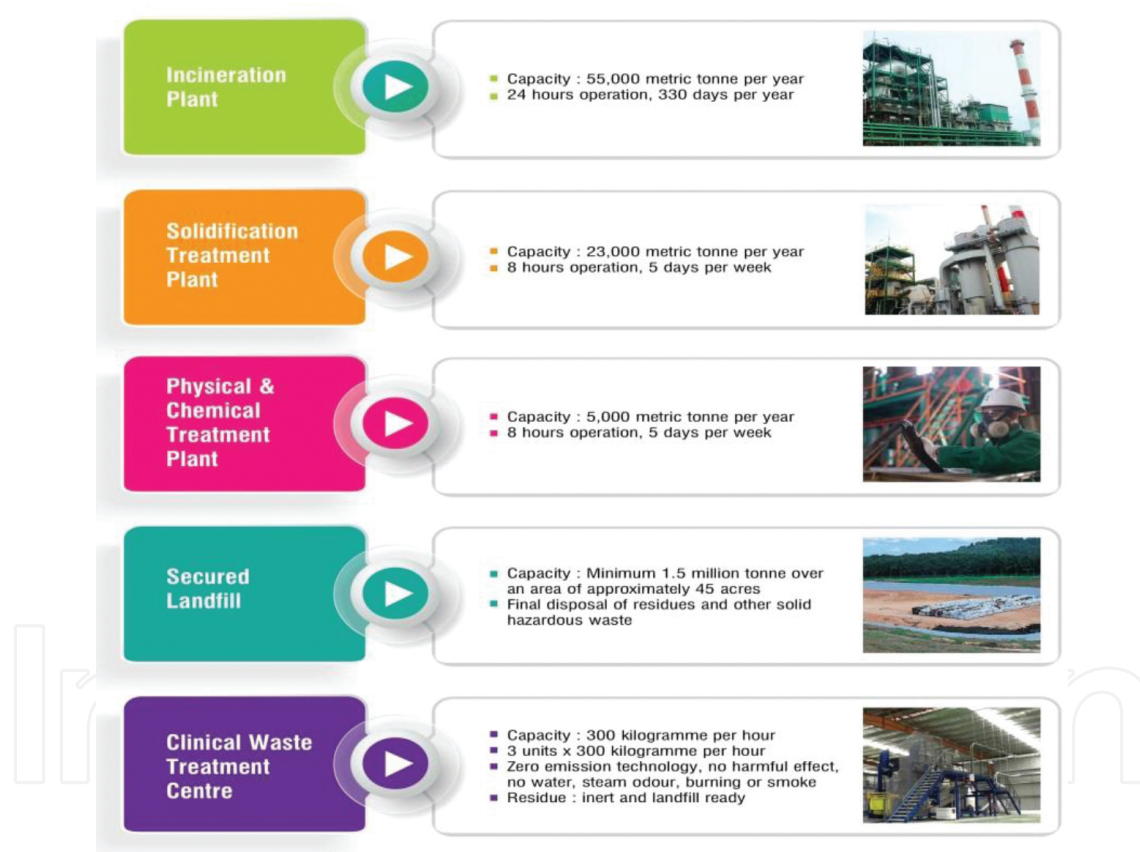 Incineration
Plant
Capacity : 55,000 metric tonne per year
24 hours operation, 330 days per year
Solidification
Treatment
Plant
Capacity : 23,000 metric tonne per year
8 hours operation, 5 days per week
Physical &
Chemical
Treatment
Plant
Capacity : 5,000 metric tonne per year
8 hours operation, 5 days per week
Secured
Landfill
Capacity : Minimum 1.5 million tonne over
an area of approximately 45 acres
Final disposal of residues and other solid
hazardous waste
Clinical Waste
Treatment
Centre
Capacity : 300 kilogramme per hour
3 units x 300 kilogramme per hour
Zero emission technology, no harmful effect,
no water, steam odour, burning or smoke
Residue : inert and landfill ready